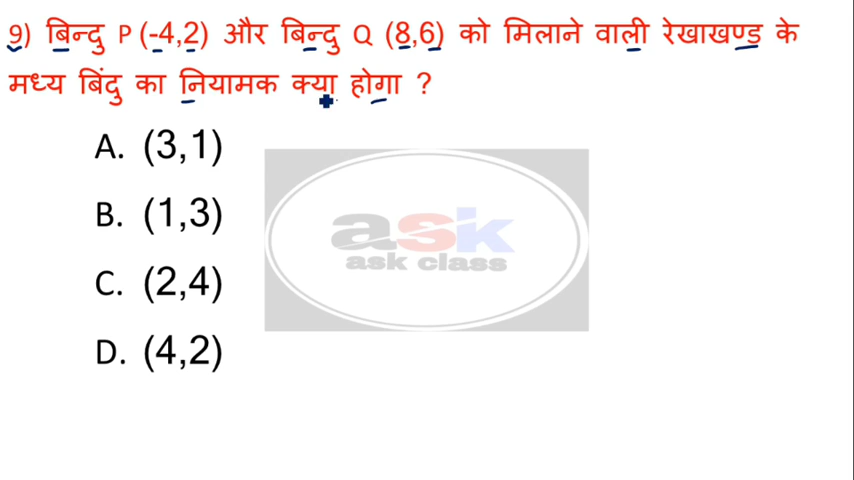 9) बिन्दु P (-4,2) और बिन्दु Q (8,6) को मिलाने वाली रेखाखण्ड के
मध्य बिंदु का नियामक क्या होगा ?
A. (3,1)
B. (1,3)
C. (2,4)
D. (4,2)
ask
ask class